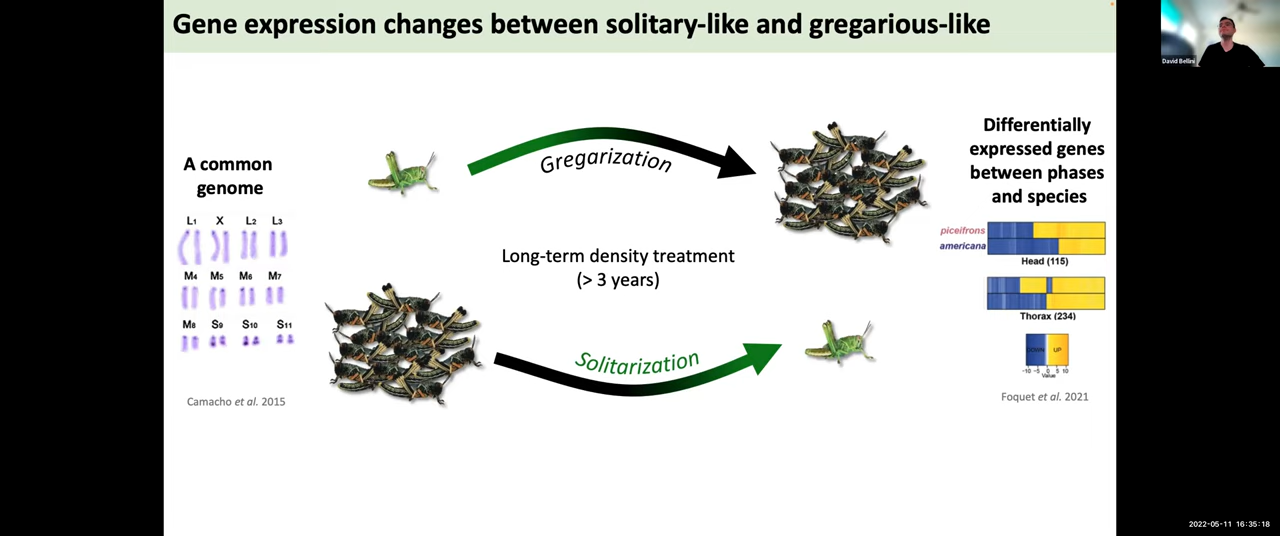 Gene expression changes between solitary-like and gregarious-like
David Bellini
A common
genome
L1 X L2 L3
M4 M5 M6 M7
M8 S9 S10 S11
Camacho et al. 2015
Gregarization
Long-term density treatment
(> 3 years)
Solitarization
Differentially
expressed genes
between phases
and species
piceifrons
americana
Head (115)
Thorax (234)
DOWN UP
-10 -5 0 5 10
Value
Foquet et al. 2021
2022-05-11 16:35:18